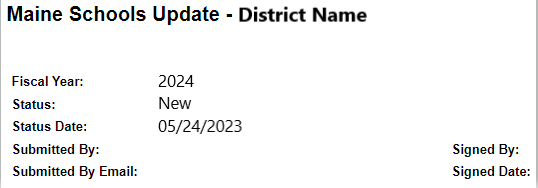 Maine Schools Update - District Name
Fiscal Year: 2024
Status: New
Status Date: 05/24/2023
Submitted By: Signed By:
Submitted By Email: Signed Date: